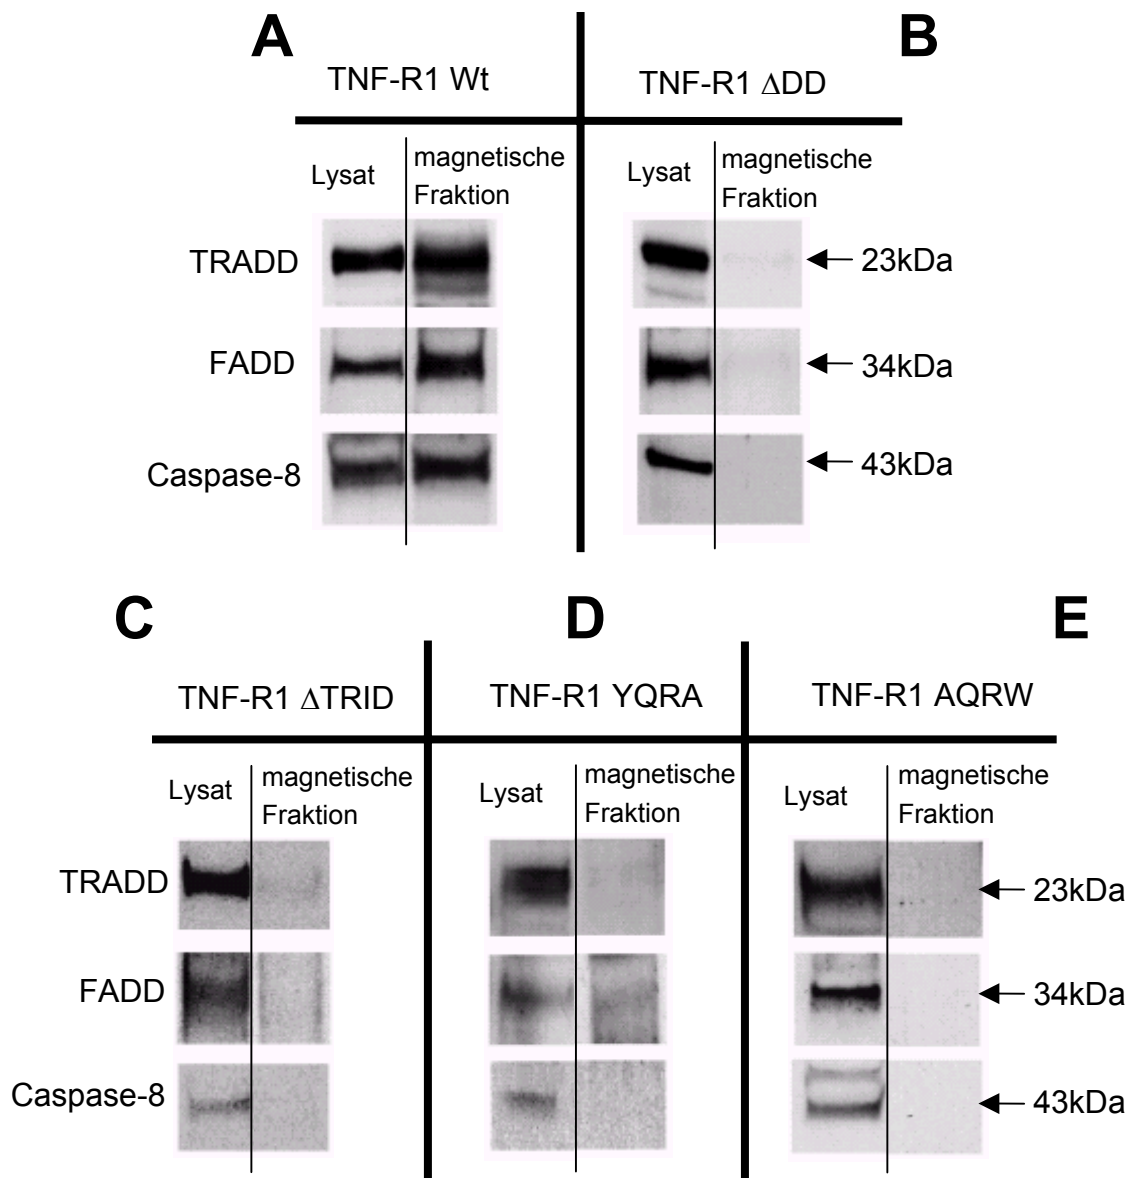 A
B
TNF-R1 Wt
TNF-R1 ΔDD
Lysat
magnetische
Fraktion
Lysat
magnetische
Fraktion
TRADD
23kDa
FADD
34kDa
Caspase-8
43kDa
C
D
E
TNF-R1 ΔTRID
TNF-R1 YQRA
TNF-R1 AQRW
Lysat
magnetische
Fraktion
Lysat
magnetische
Fraktion
Lysat
magnetische
Fraktion
TRADD
23kDa
FADD
34kDa
Caspase-8
43kDa